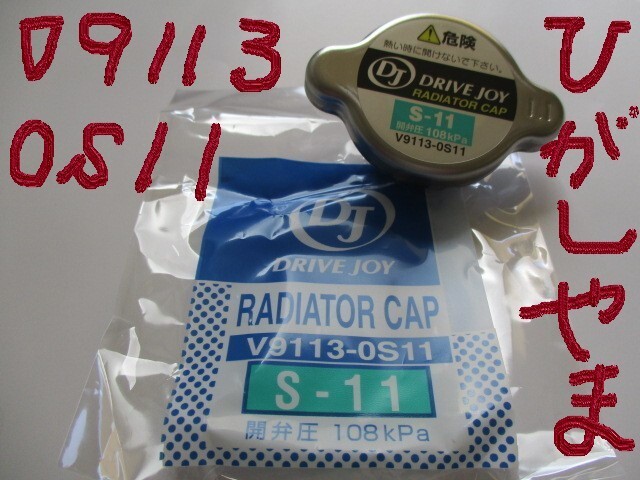 V9113
0S11
ひがしやま
危険
熱い時に開けないで下さい。
DJ DRIVE JOY
RADIATOR CAP
S-11
開弁圧 108kPa
V9113-0S11
DJ
DRIVE JOY
RADIATOR CAP
V9113-0S11
S-11
開弁圧 108kPa